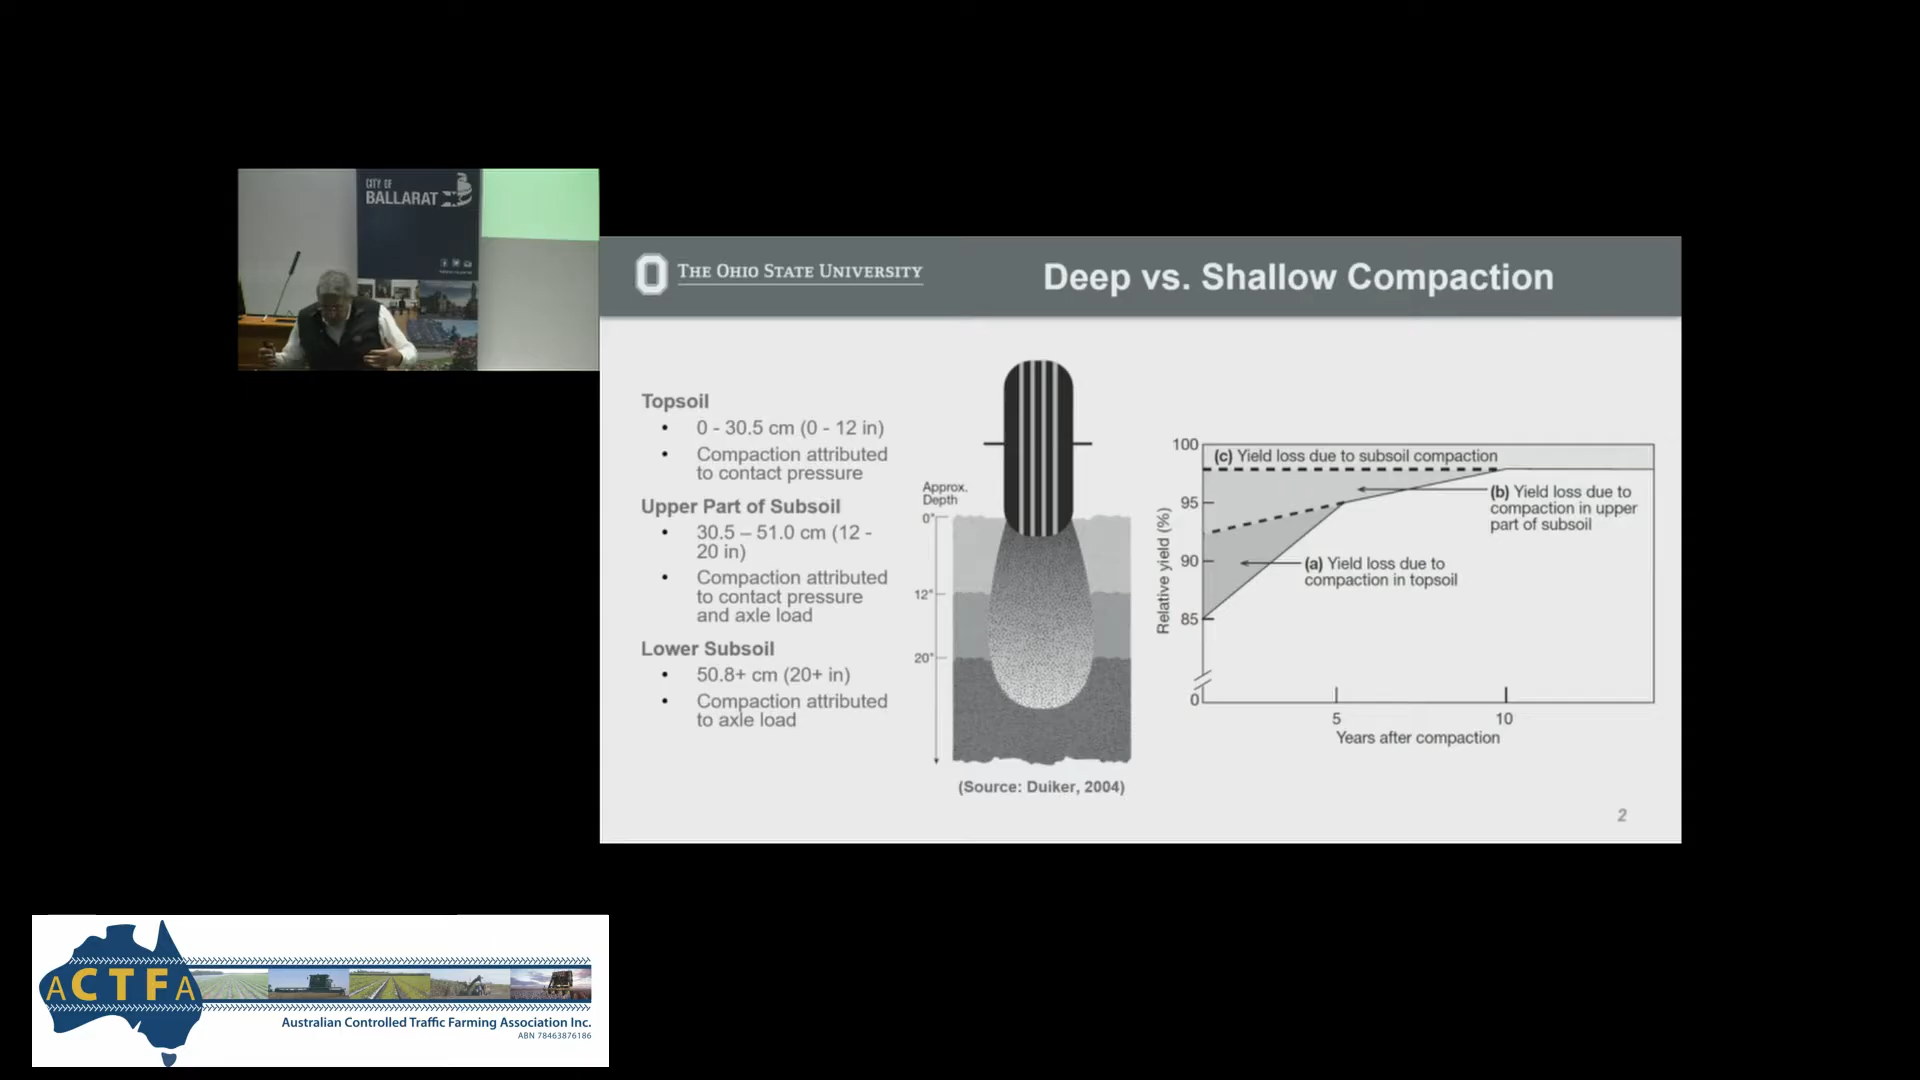 CITY OF
BALLARAT
THE OHIO STATE UNIVERSITY
Deep vs. Shallow Compaction
Topsoil
• 0 - 30.5 cm (0 - 12 in)
• Compaction attributed
to contact pressure
Upper Part of Subsoil
• 30.5 – 51.0 cm (12 -
20 in)
• Compaction attributed
to contact pressure
and axle load
Lower Subsoil
• 50.8+ cm (20+ in)
• Compaction attributed
to axle load
Approx.
Depth
0"
12"
20"
(Source: Duiker, 2004)
Relative yield (%)
100
95
90
85
0
(c) Yield loss due to subsoil compaction
(b) Yield loss due to
compaction in upper
part of subsoil
(a) Yield loss due to
compaction in topsoil
5
10
Years after compaction
2
ACTFA
Australian Controlled Traffic Farming Association Inc.
ABN 78463876186